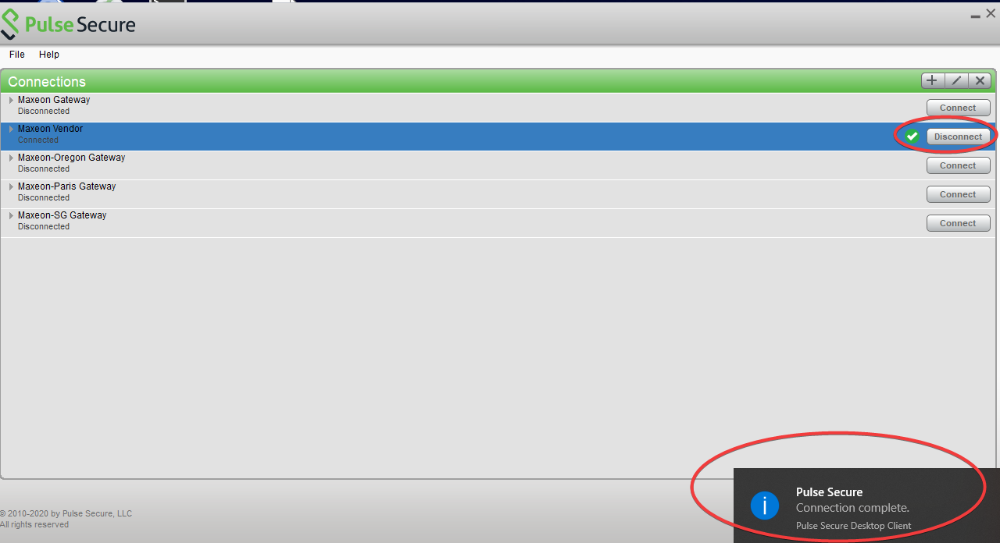 Pulse Secure
File Help
Connections
Maxeon Gateway
Disconnected
Connect
Maxeon Vendor
Connected
Disconnect
Maxeon-Oregon Gateway
Disconnected
Connect
Maxeon-Paris Gateway
Disconnected
Connect
Maxeon-SG Gateway
Disconnected
Connect
Pulse Secure
Connection complete.
Pulse Secure Desktop Client
© 2010-2020 by Pulse Secure, LLC
All rights reserved